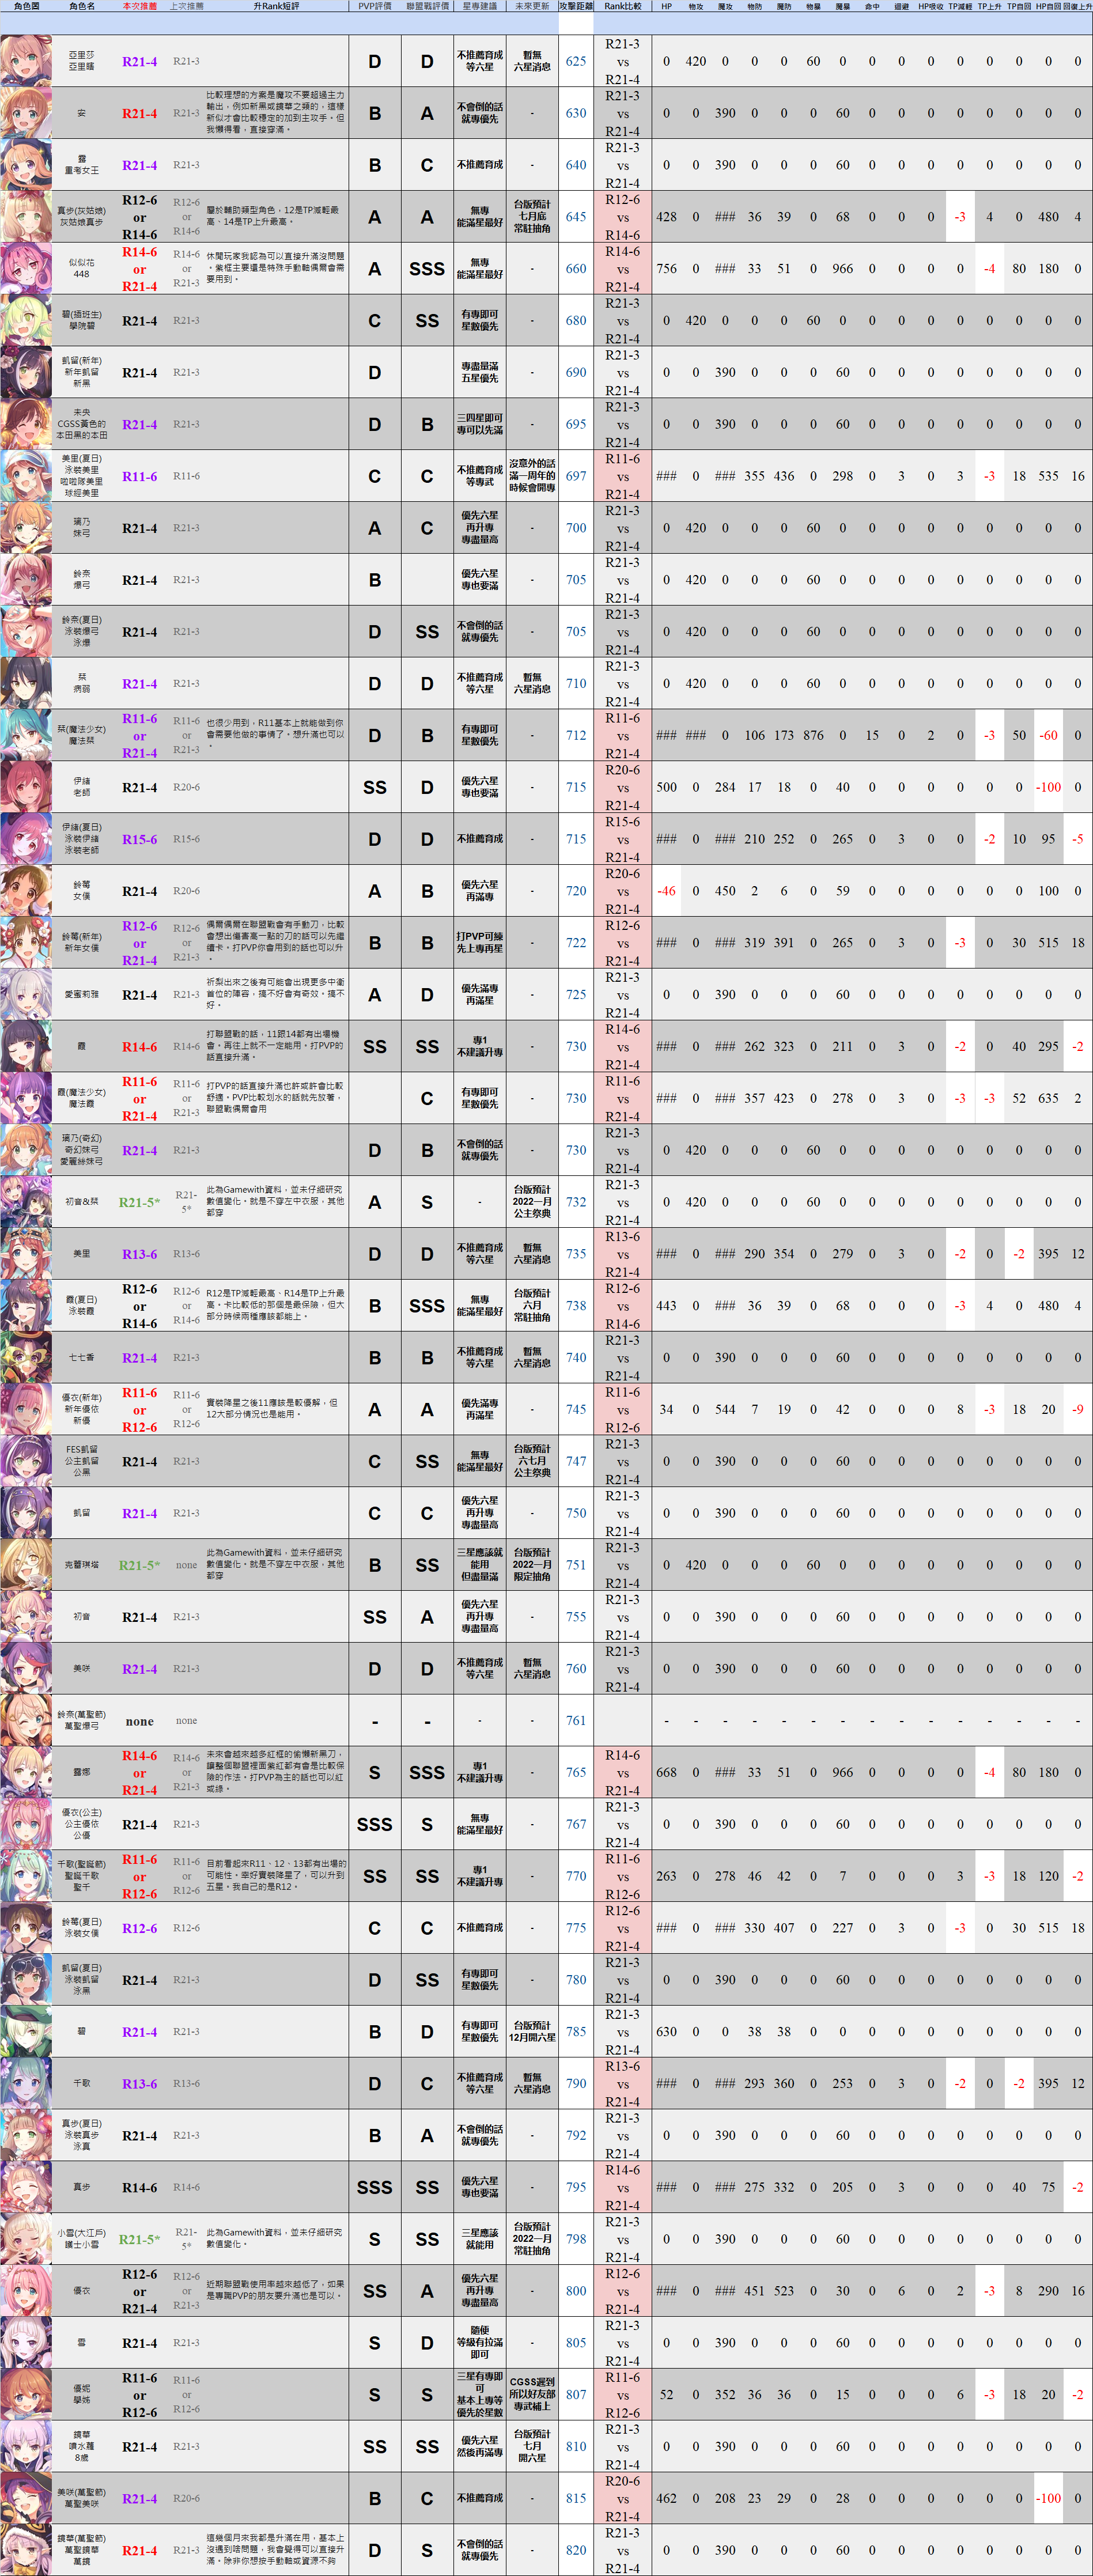 角色圖 角色名 本次推薦 上次推薦 升Rank短評 PVP評價 聯盟戰評價 星專建議 未來更新 攻擊距離 Rank比較 HP 物攻 魔攻 物防 魔防 物暴 魔暴 命中 迴避 HP吸收 TP減輕 TP上升 TP自回 HP自回 回復上升
亞里莎 亞里瞎 R21-4 R21-3 D D 不推薦育成 等六星 暫無 六星消息 625 R21-3 vs R21-4 0 420 0 0 0 60 0 0 0 0 0 0 0 0 0
安 R21-4 R21-3 比較理想的方案是魔攻不要超過主力輸出，例如新黑或鏡華之類的，這樣新似才會比較穩定的加到主攻手。但我懶得看，直接穿滿。 B A 不會倒的話 就專優先 - 630 R21-3 vs R21-4 0 0 390 0 0 0 60 0 0 0 0 0 0 0 0
露 重考女王 R21-4 R21-3 B C 不推薦育成 - 640 R21-3 vs R21-4 0 0 390 0 0 0 60 0 0 0 0 0 0 0 0
真步(灰姑娘) 灰姑娘真步 R12-6 or R14-6 R12-6 or R14-6 屬於輔助類型角色，12是TP減輕最高、14是TP上升最高。 A A 無專 能滿星最好 台版預計 七月底 常駐抽角 645 R12-6 vs R14-6 428 0 ### 36 39 0 68 0 0 0 -3 4 0 480 4
似似花 448 R14-6 or R21-4 R14-6 or R21-3 休閒玩家我認為可以直接升滿沒問題。紫框主要還是特殊手動軸偶爾會需要用到。 A SSS 無專 能滿星最好 - 660 R14-6 vs R21-4 756 0 ### 33 51 0 966 0 0 0 0 -4 80 180 0
碧(插班生) 學院碧 R21-4 R21-3 C SS 有專即可 星數優先 - 680 R21-3 vs R21-4 0 420 0 0 0 60 0 0 0 0 0 0 0 0 0
凱留(新年) 新年凱留 新黑 R21-4 R21-3 D 專盡量滿 五星優先 - 690 R21-3 vs R21-4 0 0 390 0 0 0 60 0 0 0 0 0 0 0 0
未央 CGSS黃色的 本田黑的本田 R21-4 R21-3 D B 三四星即可 專可以先滿 - 695 R21-3 vs R21-4 0 0 390 0 0 0 60 0 0 0 0 0 0 0 0
美里(夏日) 泳裝美里 啦啦隊美里 球經美里 R11-6 R11-6 C C 不推薦育成 等專武 沒意外的話 滿一周年的 時候會開專 697 R11-6 vs R21-4 ### 0 ### 355 436 0 298 0 3 0 3 -3 18 535 16
璃乃 妹弓 R21-4 R21-3 A C 優先六星 再升專 專盡量高 - 700 R21-3 vs R21-4 0 420 0 0 0 60 0 0 0 0 0 0 0 0 0
鈴奈 爆弓 R21-4 R21-3 B 優先六星 專也要滿 - 705 R21-3 vs R21-4 0 420 0 0 0 60 0 0 0 0 0 0 0 0 0
鈴奈(夏日) 泳裝爆弓 泳爆 R21-4 R21-3 D SS 不會倒的話 就專優先 - 705 R21-3 vs R21-4 0 420 0 0 0 60 0 0 0 0 0 0 0 0 0
栞 病弱 R21-4 R21-3 D D 不推薦育成 等六星 暫無 六星消息 710 R21-3 vs R21-4 0 420 0 0 0 60 0 0 0 0 0 0 0 0 0
栞(魔法少女) 魔法栞 R11-6 or R21-4 R11-6 or R21-3 也很少用到，R11基本上就能做到你會需要他做的事情了。想升滿也可以。 D B 有專即可 星數優先 - 712 R11-6 vs R21-4 ### ### 0 106 173 876 0 15 0 2 0 -3 50 -60 0
伊緒 老師 R21-4 R20-6 SS D 優先六星 專也要滿 - 715 R20-6 vs R21-4 500 0 284 17 18 0 40 0 0 0 0 0 0 -100 0
伊緒(夏日) 泳裝伊緒 泳裝老師 R15-6 R15-6 D D 不推薦育成 - 715 R15-6 vs R21-4 ### 0 ### 210 252 0 265 0 3 0 0 -2 10 95 -5
鈴莓 女僕 R21-4 R20-6 A B 優先六星 再滿專 - 720 R20-6 vs R21-4 -46 0 450 2 6 0 59 0 0 0 0 0 0 100 0
鈴莓(新年) 新年女僕 R12-6 or R21-4 R12-6 or R21-3 偶爾偶爾在聯盟戰會有手動刀，比較會想出傷害高一點的刀的話可以先繼續卡。打PVP你會用到的話也可以升。 B B 打PVP可練 先上專再星 - 722 R12-6 vs R21-4 ### 0 ### 319 391 0 265 0 3 0 -3 0 30 515 18
愛蜜莉雅 R21-4 R21-3 祈梨出來之後有可能會出現更多中衛首位的陣容，搞不好會有奇效。搞不好。 A D 優先滿專 再滿星 - 725 R21-3 vs R21-4 0 0 390 0 0 0 60 0 0 0 0 0 0 0 0
霞 R14-6 R14-6 打聯盟戰的話，11跟14都有出場機會。再往上就不一定能用。打PVP的話直接升滿。 SS SS 專1 不建議升專 - 730 R14-6 vs R21-4 ### 0 ### 262 323 0 211 0 3 0 -2 0 40 295 -2
霞(魔法少女) 魔法霞 R11-6 or R21-4 R11-6 or R21-3 打PVP的話直接升滿也許或許會比較舒適。PVP比較划水的話就先放著，聯盟戰偶爾會用 C 有專即可 星數優先 - 730 R11-6 vs R21-4 ### 0 ### 357 423 0 278 0 3 0 -3 -3 52 635 2
璃乃(奇幻) 奇幻妹弓 愛麗絲妹弓 R21-4 R21-3 D B 不會倒的話 就專優先 - 730 R21-3 vs R21-4 0 420 0 0 0 60 0 0 0 0 0 0 0 0 0
初音&栞 R21-5* R21-5* 此為Gamewith資料，並未仔細研究數值變化。就是不穿左中衣服，其他都穿 A S - 台版預計 2022一月 公主祭典 732 R21-3 vs R21-4 0 420 0 0 0 60 0 0 0 0 0 0 0 0 0
美里 R13-6 R13-6 D D 不推薦育成 等六星 暫無 六星消息 735 R13-6 vs R21-4 ### 0 ### 290 354 0 279 0 3 0 -2 0 -2 395 12
霞(夏日) 泳裝霞 R12-6 or R14-6 R12-6 or R14-6 R12是TP減輕最高、R14是TP上升最高。卡比較低的那個是最保險，但大部分時候兩種應該都能上。 B SSS 無專 能滿星最好 台版預計 六月 常駐抽角 738 R12-6 vs R14-6 443 0 ### 36 39 0 68 0 0 0 -3 4 0 480 4
七七香 R21-4 R21-3 B B 不推薦育成 等六星 暫無 六星消息 740 R21-3 vs R21-4 0 0 390 0 0 0 60 0 0 0 0 0 0 0 0
優衣(新年) 新年優依 新優 R11-6 or R12-6 R11-6 or R12-6 實裝降星之後11應該是較優解，但12大部分情況也是能用。 A A 優先滿專 再滿星 - 745 R11-6 vs R12-6 34 0 544 7 19 0 42 0 0 0 8 -3 18 20 -9
FES凱留 公主凱留 公黑 R21-4 R21-3 C SS 無專 能滿星最好 台版預計 六七月 公主祭典 747 R21-3 vs R21-4 0 0 390 0 0 0 60 0 0 0 0 0 0 0 0
凱留 R21-4 R21-3 C C 優先六星 再升專 專盡量高 - 750 R21-3 vs R21-4 0 0 390 0 0 0 60 0 0 0 0 0 0 0 0
克蕾琪塔 R21-5* none 此為Gamewith資料，並未仔細研究數值變化。就是不穿左中衣服，其他都穿 B SS 三星應該就 能用 但盡量滿 台版預計 2022一月 限定抽角 751 R21-3 vs R21-4 0 420 0 0 0 60 0 0 0 0 0 0 0 0 0
初音 R21-4 R21-3 SS A 優先六星 再升專 專盡量高 - 755 R21-3 vs R21-4 0 0 390 0 0 0 60 0 0 0 0 0 0 0 0
美咲 R21-4 R21-3 D D 不推薦育成 等六星 暫無 六星消息 760 R21-3 vs R21-4 0 0 390 0 0 0 60 0 0 0 0 0 0 0 0
鈴奈(萬聖節) 萬聖爆弓 none none - - - - 761 - - - - - - - - - - - - - - -
露娜 R14-6 or R21-4 R14-6 or R21-3 未來會越來越多紅框的偷懶新黑刀，讓整個聯盟裡面紫紅都有會是比較保險的作法。打PVP為主的話也可以紅或綠。 S SSS 專1 不建議升專 - 765 R14-6 vs R21-4 668 0 ### 33 51 0 966 0 0 0 0 -4 80 180 0
優衣(公主) 公主優依 公優 R21-4 R21-3 SSS S 無專 能滿星最好 - 767 R21-3 vs R21-4 0 0 390 0 0 0 60 0 0 0 0 0 0 0 0
千歌(聖誕節) 聖誕千歌 聖千 R11-6 or R12-6 R11-6 or R12-6 目前看起來R11、12、13都有出場的可能性。幸好實裝降星了，可以升到五星。我自己的是R12。 SS SS 專1 不建議升專 - 770 R11-6 vs R12-6 263 0 278 46 42 0 7 0 0 0 3 -3 18 120 -2
鈴莓(夏日) 泳裝女僕 R12-6 R12-6 C C 不推薦育成 - 775 R12-6 vs R21-4 ### 0 ### 330 407 0 227 0 3 0 -3 0 30 515 18
凱留(夏日) 泳裝凱留 泳黑 R21-4 R21-3 D SS 有專即可 星數優先 - 780 R21-3 vs R21-4 0 0 390 0 0 0 60 0 0 0 0 0 0 0 0
碧 R21-4 R21-3 B D 有專即可 星數優先 台版預計 12月開六星 785 R21-3 vs R21-4 630 0 0 38 38 0 0 0 0 0 0 0 0 0 0
千歌 R13-6 R13-6 D C 不推薦育成 等六星 暫無 六星消息 790 R13-6 vs R21-4 ### 0 ### 293 360 0 253 0 3 0 -2 0 -2 395 12
真步(夏日) 泳裝真步 泳真 R21-4 R21-3 B A 不會倒的話 就專優先 - 792 R21-3 vs R21-4 0 0 390 0 0 0 60 0 0 0 0 0 0 0 0
真步 R14-6 R14-6 SSS SS 優先六星 專也要滿 - 795 R14-6 vs R21-4 ### 0 ### 275 332 0 205 0 3 0 0 0 40 75 -2
小雪(大江戶) 護士小雪 R21-5* R21-5* 此為Gamewith資料，並未仔細研究數值變化。 S SS 三星應該 就能用 台版預計 2022一月 常駐抽角 798 R21-3 vs R21-4 0 0 390 0 0 0 60 0 0 0 0 0 0 0 0
優衣 R12-6 or R21-4 R12-6 or R21-3 近期聯盟戰使用率越來越低了，如果是專職PVP的朋友要升滿也是可以。 SS A 優先六星 再升專 專盡量高 - 800 R12-6 vs R21-4 ### 0 ### 451 523 0 30 0 6 0 2 -3 8 290 16
雪 R21-4 R21-3 S D 隨便 等級有拉滿 即可 - 805 R21-3 vs R21-4 0 0 390 0 0 0 60 0 0 0 0 0 0 0 0
優妮 學姊 R11-6 or R12-6 R11-6 or R12-6 S S 三星有專即 可 基本上專等 優先於星數 CGSS遲到 所以好友部 專武補上 807 R11-6 vs R12-6 52 0 352 36 36 0 15 0 0 0 6 -3 18 20 -2
鏡華 噴水蘿 8歲 R21-4 R21-3 SS SS 優先六星 然後再滿專 台版預計 七月 開六星 810 R21-3 vs R21-4 0 0 390 0 0 0 60 0 0 0 0 0 0 0 0
美咲(萬聖節) 萬聖美咲 R21-4 R20-6 B C 不推薦育成 - 815 R20-6 vs R21-4 462 0 208 23 29 0 28 0 0 0 0 0 0 -100 0
鏡華(萬聖節) 萬聖鏡華 萬鏡 R21-4 R21-3 這幾個月來我都是升滿在用，基本上沒遇到啥問題，我會覺得可以直接升滿。除非你想按手動軸或資源不夠 D S 不會倒的話 就專優先 - 820 R21-3 vs R21-4 0 0 390 0 0 0 60 0 0 0 0 0 0 0 0